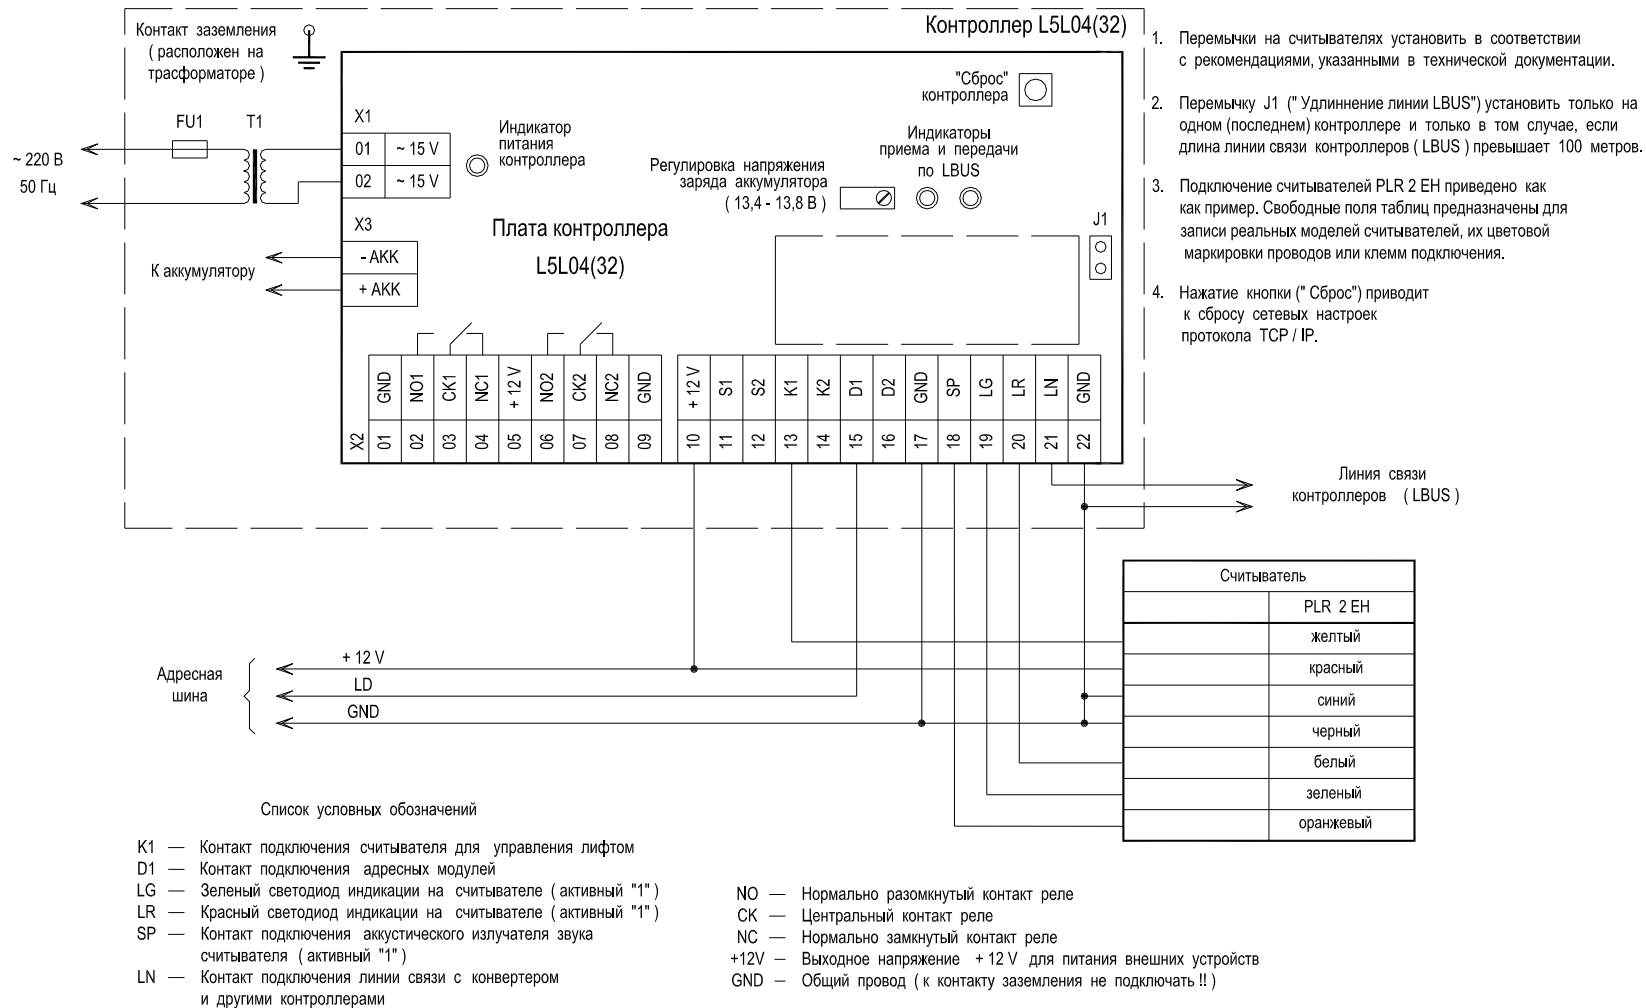 Контроллер L5L04(32)
Контакт заземления
( расположен на
трасформаторе )
FU1
T1
~ 220 В
50 Гц
X1
01 ~ 15 V
02 ~ 15 V
X3
- АКК
+ АКК
К аккумулятору
Индикатор
питания
контроллера
"Сброс"
контроллера
Индикаторы
приема и передачи
по LBUS
Регулировка напряжения
заряда аккумулятора
( 13,4 - 13,8 В )
Плата контроллера
L5L04(32)
J1
GND NO1 CK1 NC1 + 12 V NO2 CK2 NC2 GND + 12 V S1 S2 K1 K2 D1 D2 GND SP LG LR LN GND
X2 01 02 03 04 05 06 07 08 09 10 11 12 13 14 15 16 17 18 19 20 21 22
1. Перемычки на считывателях установить в соответствии
с рекомендациями, указанными в технической документации.
2. Перемычку J1 (" Удлиннение линии LBUS") установить только на
одном (последнем) контроллере и только в том случае, если
длина линии связи контроллеров ( LBUS ) превышает 100 метров.
3. Подключение считывателей PLR 2 EH приведено как
как пример. Свободные поля таблиц предназначены для
записи реальных моделей считывателей, их цветовой
маркировки проводов или клемм подключения.
4. Нажатие кнопки (" Сброс") приводит
к сбросу сетевых настроек
протокола TCP / IP.
Линия связи
контроллеров ( LBUS )
Считыватель
PLR 2 EH
желтый
красный
синий
черный
белый
зеленый
оранжевый
Адресная
шина
+ 12 V
LD
GND
Список условных обозначений
K1 — Контакт подключения считывателя для управления лифтом
D1 — Контакт подключения адресных модулей
LG — Зеленый светодиод индикации на считывателе ( активный "1" )
LR — Красный светодиод индикации на считывателе ( активный "1" )
SP — Контакт подключения аккустического излучателя звука
считывателя ( активный "1" )
LN — Контакт подключения линии связи с конвертером
и другими контроллерами
NO — Нормально разомкнутый контакт реле
CK — Центральный контакт реле
NC — Нормально замкнутый контакт реле
+12V — Выходное напряжение + 12 V для питания внешних устройств
GND — Общий провод ( к контакту заземления не подключать !! )